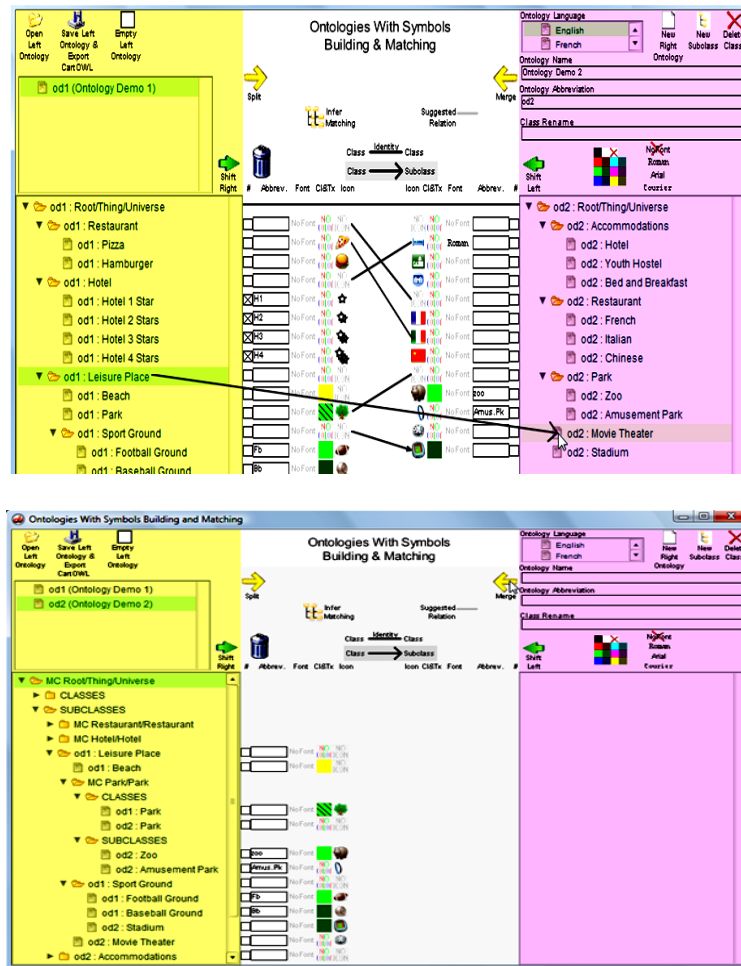 Ontologies With Symbols
Building & Matching
Open
Left
Ontology
Save Left
Ontology &
Export
CartOWL
Empty
Left
Ontology
od1 (Ontology Demo 1)
Split
Merge
Infer
Matching
Suggested
Relation
Class Identity Class
Class Subclass
Shift
Right
Shift
Left
# Abbrev. Font Cl&Tx Icon
Icon Cl&Tx Font Abbrev. #
Ontology Language
English
French
New
Right
Ontology
New
Subclass
Delete
Class
Ontology Name
Ontology Demo 2
Ontology Abbreviation
od2
Class Rename
NoFont
Roman
Arial
Courier
od1 : Root/Thing/Universe
od1 : Restaurant
od1 : Pizza
od1 : Hamburger
od1 : Hotel
od1 : Hotel 1 Star
od1 : Hotel 2 Stars
od1 : Hotel 3 Stars
od1 : Hotel 4 Stars
od1 : Leisure Place
od1 : Beach
od1 : Park
od1 : Sport Ground
od1 : Football Ground
od1 : Baseball Ground
H1
H2
H3
H4
Fb
Bb
NoFont
Roman
zoo
Amus.Pk
od2 : Root/Thing/Universe
od2 : Accommodations
od2 : Hotel
od2 : Youth Hostel
od2 : Bed and Breakfast
od2 : Restaurant
od2 : French
od2 : Italian
od2 : Chinese
od2 : Park
od2 : Zoo
od2 : Amusement Park
od2 : Movie Theater
od2 : Stadium
Ontologies With Symbols Building and Matching
Open
Left
Ontology
Save Left
Ontology &
Export
CartOWL
Empty
Left
Ontology
od1 (Ontology Demo 1)
od2 (Ontology Demo 2)
Ontologies With Symbols
Building & Matching
Split
Merge
Infer
Matching
Suggested
Relation
Class Identity Class
Class Subclass
Shift
Right
Shift
Left
# Abbrev. Font Cl&Tx Icon
Icon Cl&Tx Font Abbrev. #
Ontology Language
English
French
New
Right
Ontology
New
Subclass
Delete
Class
Ontology Name
Ontology Abbreviation
Class Rename
NoFont
Roman
Arial
Courier
MC Root/Thing/Universe
CLASSES
SUBCLASSES
MC Restaurant/Restaurant
MC Hotel/Hotel
od1 : Leisure Place
od1 : Beach
MC Park/Park
CLASSES
od1 : Park
od2 : Park
SUBCLASSES
od2 : Zoo
od2 : Amusement Park
od1 : Sport Ground
od1 : Football Ground
od1 : Baseball Ground
od2 : Stadium
od2 : Movie Theater
od2 : Accommodations
zoo
Amus.Pk
Fb
Bb
NoFont